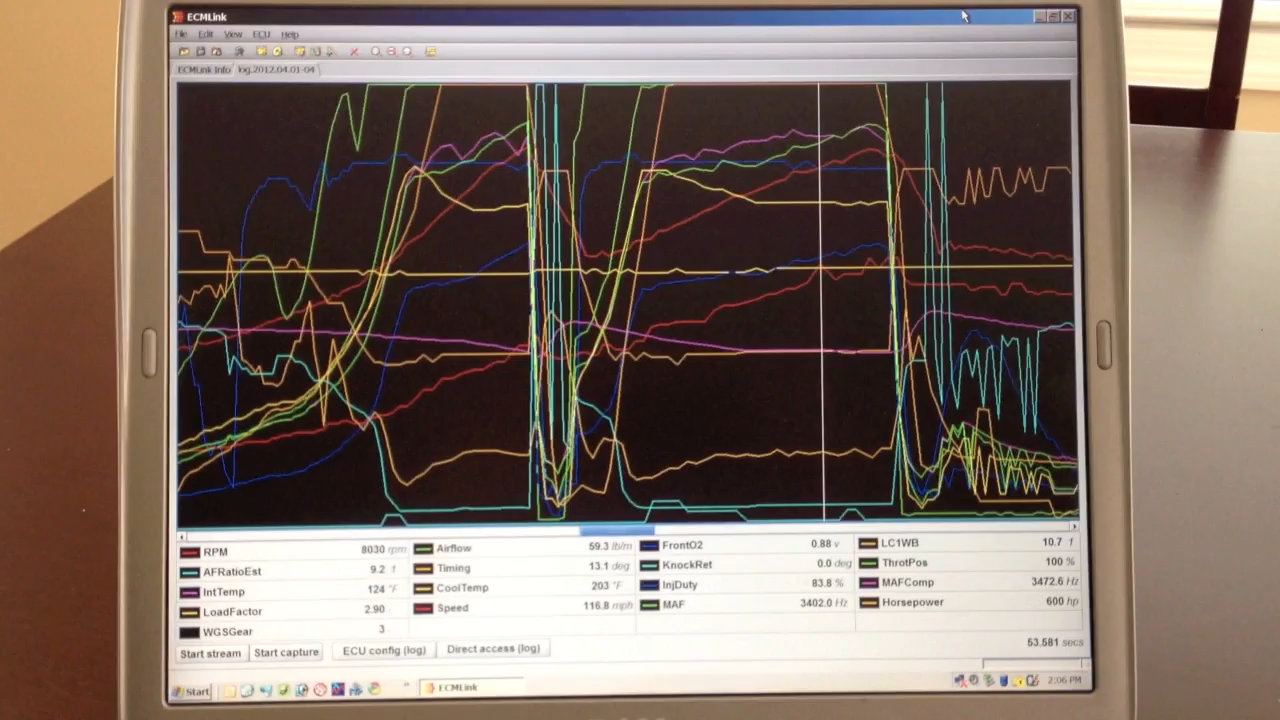 ECMLink
File Edit View ECU Help
ECMLink Info log.2012.04.01-04
RPM 8030 rpm Airflow 59.3 lb/m FrontO2 0.88 v LC1WB 10.7 f
AFRatioEst 9.2 f Timing 13.1 deg KnockRet 0.0 deg ThrotPos 100 %
IntTemp 124 °F CoolTemp 203 °F InjDuty 83.8 % MAFComp 3472.6 Hz
LoadFactor 2.90 Speed 116.8 mph MAF 3402.0 Hz Horsepower 600 hp
WGSGear 3
53.581 secs
Start stream Start capture ECU config (log) Direct access (log)
Start ECMLink 2:06 PM